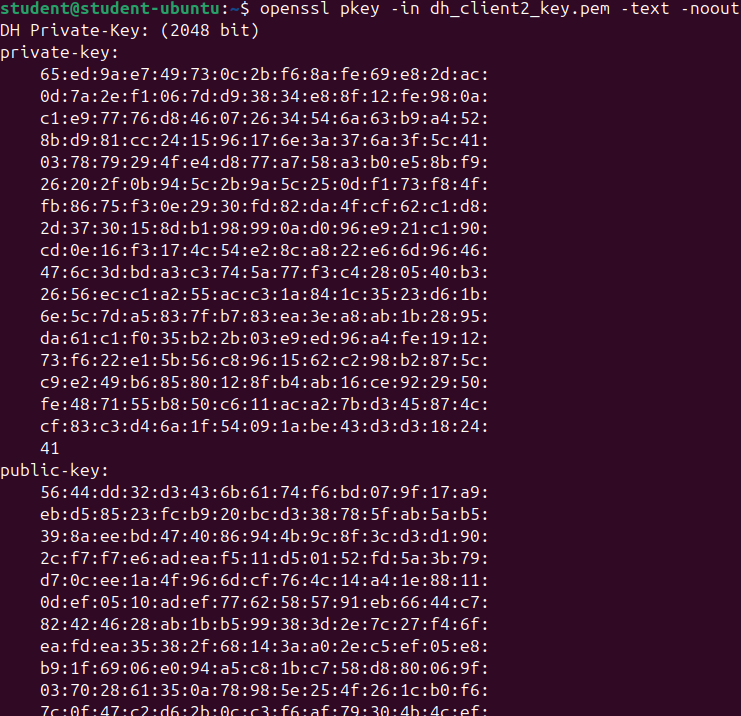 student@student-ubuntu:~$ openssl pkey -in dh_client2_key.pem -text -noout
DH Private-Key: (2048 bit)
private-key:
65:ed:9a:e7:49:73:0c:2b:f6:8a:fe:69:e8:2d:ac:
0d:7a:2e:f1:06:7d:d9:38:34:e8:8f:12:fe:98:0a:
c1:e9:77:76:d8:46:07:26:34:54:6a:63:b9:a4:52:
8b:d9:81:cc:24:15:96:17:6e:3a:37:6a:3f:5c:41:
03:78:79:29:4f:e4:d8:77:a7:58:a3:b0:e5:8b:f9:
26:20:2f:0b:94:5c:2b:9a:5c:25:0d:f1:73:f8:4f:
fb:86:75:f3:0e:29:30:fd:82:da:4f:cf:62:c1:d8:
2d:37:30:15:8d:b1:98:99:0a:d0:96:e9:21:c1:90:
cd:0e:16:f3:17:4c:54:e2:8c:a8:22:e6:6d:96:46:
47:6c:3d:bd:a3:c3:74:5a:77:f3:c4:28:05:40:b3:
26:56:ec:c1:a2:55:ac:c3:1a:84:1c:35:23:d6:1b:
6e:5c:7d:a5:83:7f:b7:83:ea:3e:a8:ab:1b:28:95:
da:61:c1:f0:35:b2:2b:03:e9:ed:96:a4:fe:19:12:
73:f6:22:e1:5b:56:c8:96:15:62:c2:98:b2:87:5c:
c9:e2:49:b6:85:80:12:8f:b4:ab:16:ce:92:29:50:
fe:48:71:55:b8:50:c6:11:ac:a2:7b:d3:45:87:4c:
cf:83:c3:d4:6a:1f:54:09:1a:be:43:d3:d3:18:24:
41
public-key:
56:44:dd:32:d3:43:6b:61:74:f6:bd:07:9f:17:a9:
eb:d5:85:23:fc:b9:20:bc:d3:38:78:5f:ab:5a:b5:
39:8a:ee:bd:47:40:86:94:4b:9c:8f:3c:d3:d1:90:
2c:f7:f7:e6:ad:ea:f5:11:d5:01:52:fd:5a:3b:79:
d7:0c:ee:1a:4f:96:6d:cf:76:4c:14:a4:1e:88:11:
0d:ef:05:10:ad:ef:77:62:58:57:91:eb:66:44:c7:
82:42:46:28:ab:1b:b5:99:38:3d:2e:7c:27:f4:6f:
ea:fd:ea:35:38:2f:68:14:3a:a0:2e:c5:ef:05:e8:
b9:1f:69:06:e0:94:a5:c8:1b:c7:58:d8:80:06:9f:
03:70:28:61:35:0a:78:98:5e:25:4f:26:1c:b0:f6:
7c:0f:47:c2:d6:2b:0c:c3:f6:af:79:30:4b:4c:ef: